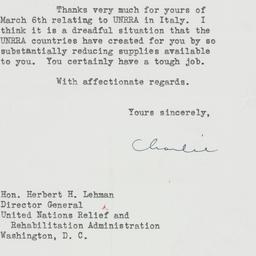 Thanks very much for yours of
March 6th relating to UNRRA in Italy. I
think it is a dreadful situation that the
UNRRA countries have created for you by so
substantially reducing supplies available
to you. You certainly have a tough job.
With affectionate regards.
Yours sincerely,
Charlie
Hon. Herbert H. Lehman
Director General
United Nations Relief and
Rehabilitation Administration
Washington, D. C.